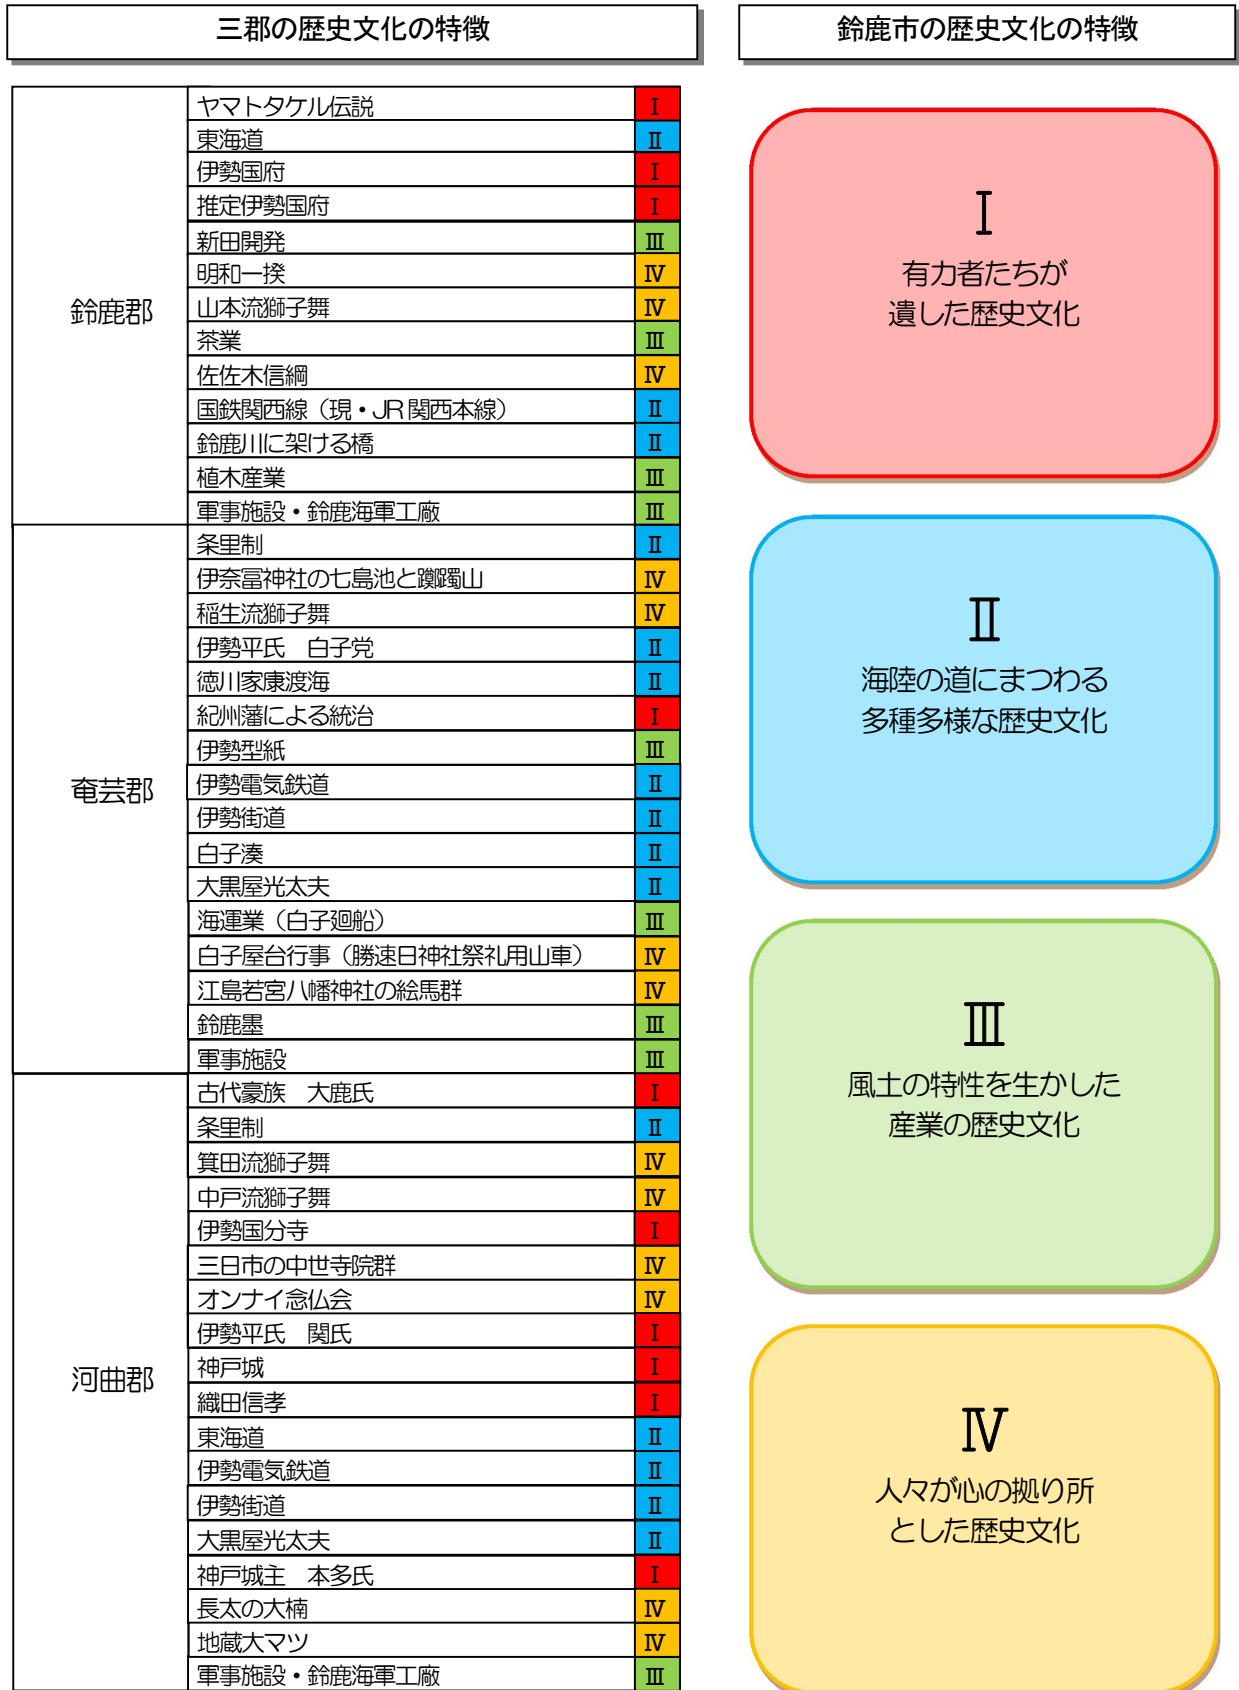 三郡の歴史文化の特徴
鈴鹿郡
ヤマトタケル伝説 Ⅰ
東海道 Ⅱ
伊勢国府 Ⅰ
推定伊勢国府 Ⅰ
新田開発 Ⅲ
明和一揆 Ⅳ
山本流獅子舞 Ⅳ
茶業 Ⅲ
佐佐木信綱 Ⅳ
国鉄関西線（現・JR関西本線） Ⅱ
鈴鹿川に架ける橋 Ⅱ
植木産業 Ⅲ
軍事施設・鈴鹿海軍工廠 Ⅲ
奄芸郡
条里制 Ⅱ
伊奈冨神社の七島池と躑躅山 Ⅳ
稲生流獅子舞 Ⅳ
伊勢平氏　白子党 Ⅱ
徳川家康渡海 Ⅱ
紀州藩による統治 Ⅰ
伊勢型紙 Ⅲ
伊勢電気鉄道 Ⅱ
伊勢街道 Ⅱ
白子湊 Ⅱ
大黒屋光太夫 Ⅱ
海運業（白子廻船） Ⅲ
白子屋台行事（勝速日神社祭礼用山車） Ⅳ
江島若宮八幡神社の絵馬群 Ⅳ
鈴鹿墨 Ⅲ
軍事施設 Ⅲ
河曲郡
古代豪族　大鹿氏 Ⅰ
条里制 Ⅱ
箕田流獅子舞 Ⅳ
中戸流獅子舞 Ⅳ
伊勢国分寺 Ⅰ
三日市の中世寺院群 Ⅳ
オンナイ念仏会 Ⅳ
伊勢平氏　関氏 Ⅰ
神戸城 Ⅰ
織田信孝 Ⅰ
東海道 Ⅱ
伊勢電気鉄道 Ⅱ
伊勢街道 Ⅱ
大黒屋光太夫 Ⅱ
神戸城主　本多氏 Ⅰ
長太の大楠 Ⅳ
地蔵大マツ Ⅳ
軍事施設・鈴鹿海軍工廠 Ⅲ
鈴鹿市の歴史文化の特徴
Ⅰ
有力者たちが
遺した歴史文化
Ⅱ
海陸の道にまつわる
多種多様な歴史文化
Ⅲ
風土の特性を生かした
産業の歴史文化
Ⅳ
人々が心の拠り所
とした歴史文化